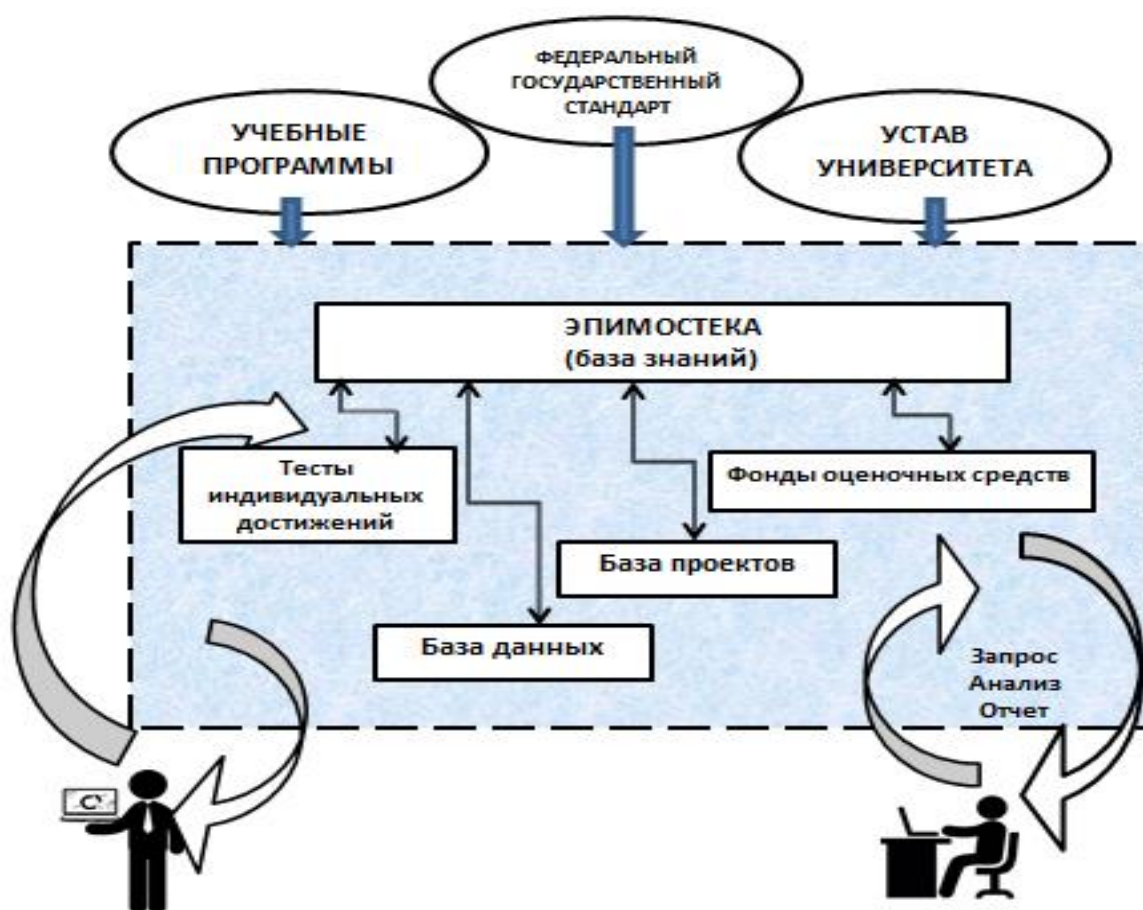 ФЕДЕРАЛЬНЫЙ
ГОСУДАРСТВЕННЫЙ
СТАНДАРТ
УЧЕБНЫЕ
ПРОГРАММЫ
УСТАВ
УНИВЕРСИТЕТА
ЭПИМОСТЕКА
(база знаний)
Тесты
индивидуальных
достижений
Фонды оценочных средств
База проектов
База данных
Запрос
Анализ
Отчет